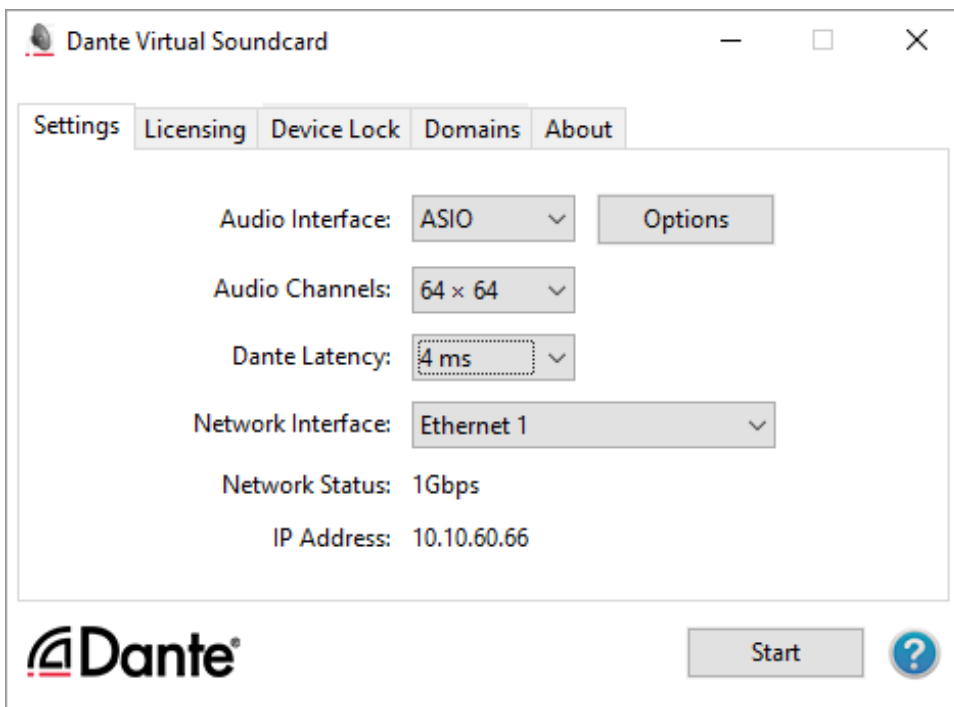 Dante Virtual Soundcard
Settings Licensing Device Lock Domains About
Audio Interface: ASIO Options
Audio Channels: 64 × 64
Dante Latency: 4 ms
Network Interface: Ethernet 1
Network Status: 1Gbps
IP Address: 10.10.60.66
Dante® Start ?